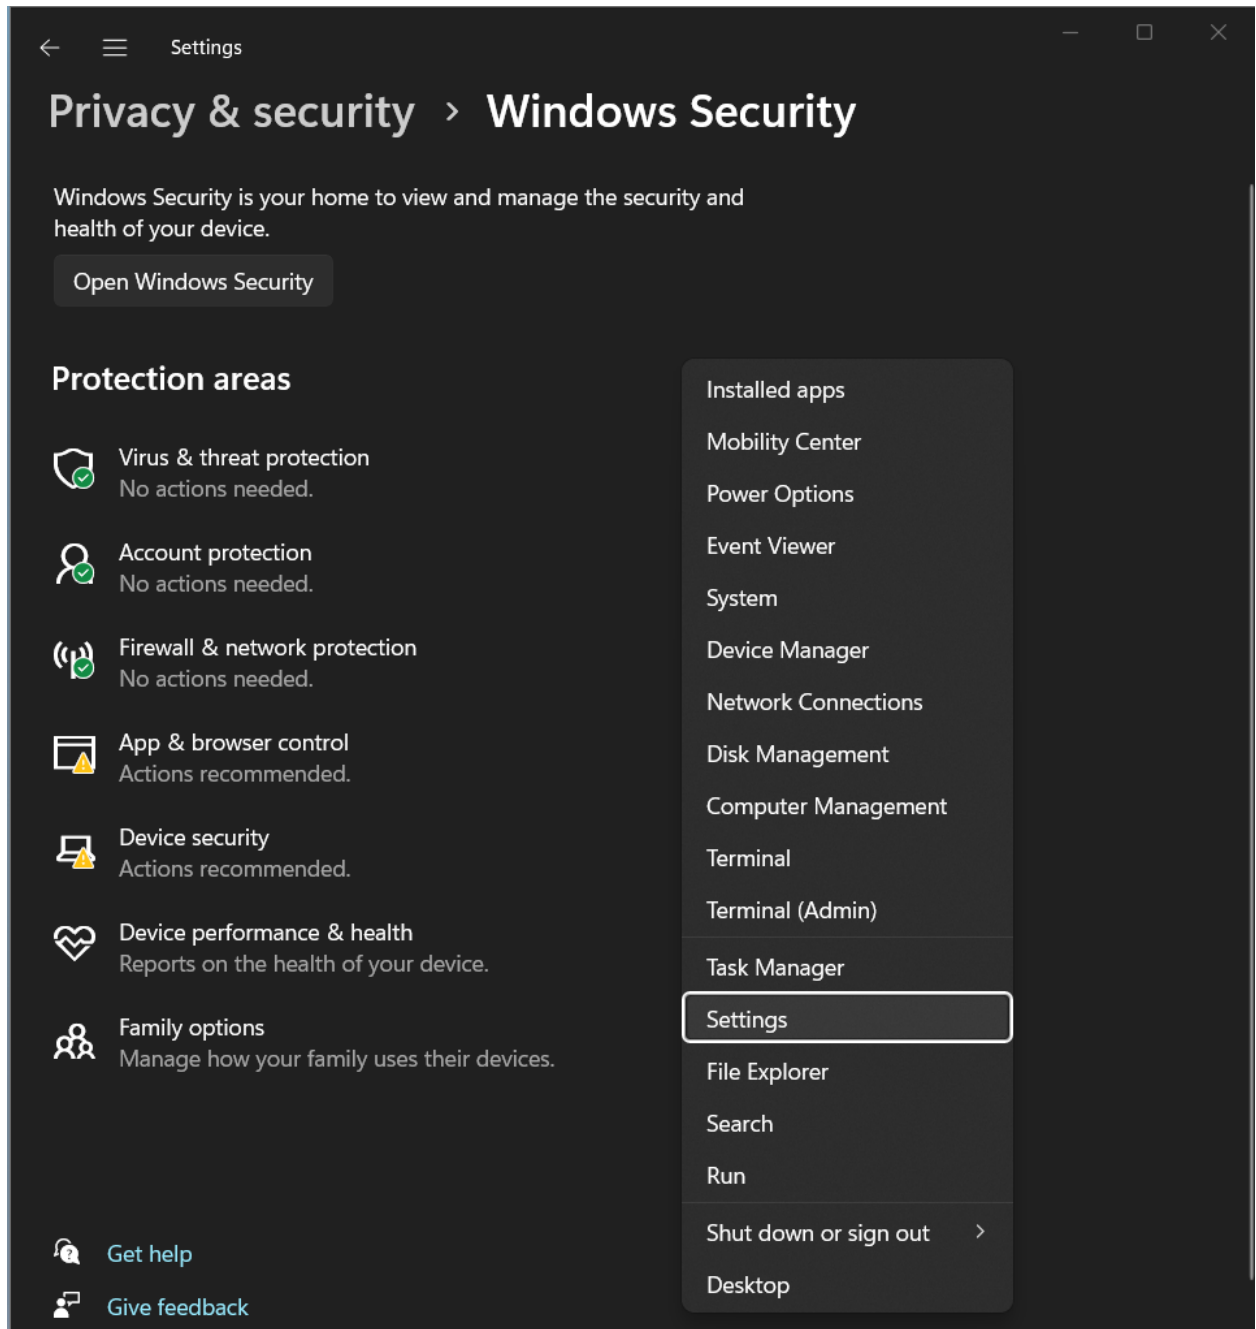 Settings
Privacy & security > Windows Security
Windows Security is your home to view and manage the security and
health of your device.
Open Windows Security
Protection areas
Virus & threat protection
No actions needed.
Account protection
No actions needed.
Firewall & network protection
No actions needed.
App & browser control
Actions recommended.
Device security
Actions recommended.
Device performance & health
Reports on the health of your device.
Family options
Manage how your family uses their devices.
Get help
Give feedback
Installed apps
Mobility Center
Power Options
Event Viewer
System
Device Manager
Network Connections
Disk Management
Computer Management
Terminal
Terminal (Admin)
Task Manager
Settings
File Explorer
Search
Run
Shut down or sign out
Desktop